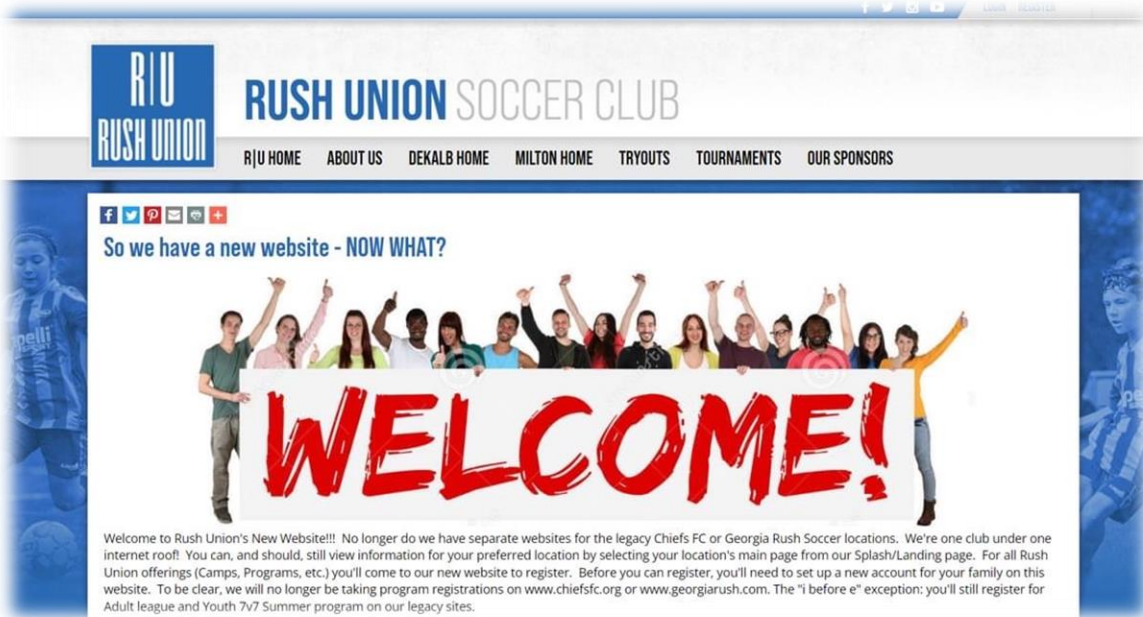 LOGIN REGISTER
R|U
RUSH UNION
RUSH UNION SOCCER CLUB
R|U HOME ABOUT US DEKALB HOME MILTON HOME TRYOUTS TOURNAMENTS OUR SPONSORS
So we have a new website - NOW WHAT?
WELCOME!
Welcome to Rush Union's New Website!!! No longer do we have separate websites for the legacy Chiefs FC or Georgia Rush Soccer locations. We're one club under one
internet roof! You can, and should, still view information for your preferred location by selecting your location's main page from our Splash/Landing page. For all Rush
Union offerings (Camps, Programs, etc.) you'll come to our new website to register. Before you can register, you'll need to set up a new account for your family on this
website. To be clear, we will no longer be taking program registrations on www.chiefsfc.org or www.georgiarush.com. The "i before e" exception: you'll still register for
Adult league and Youth 7v7 Summer program on our legacy sites.